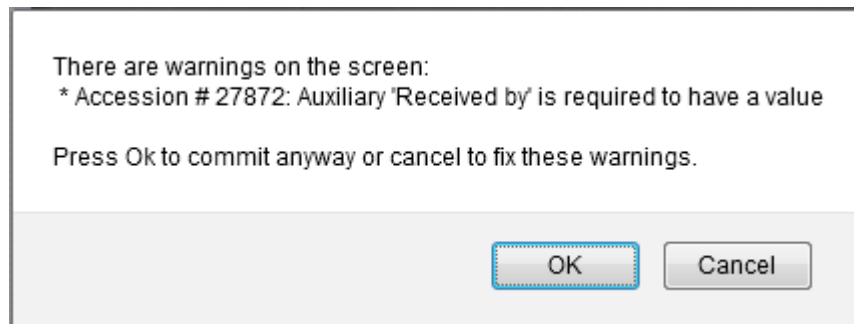 There are warnings on the screen:
* Accession # 27872: Auxiliary 'Received by' is required to have a value
Press Ok to commit anyway or cancel to fix these warnings.
OK
Cancel